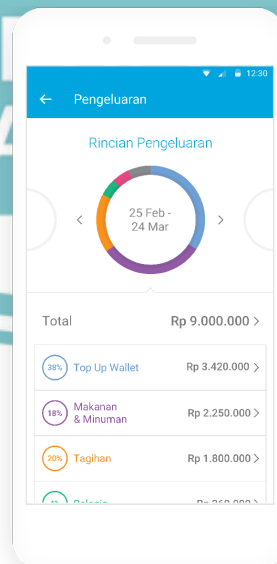 12:30
Pengeluaran
Rincian Pengeluaran
25 Feb -
24 Mar
Total Rp 9.000.000
38% Top Up Wallet Rp 3.420.000
18% Makanan
& Minuman Rp 2.250.000
20% Tagihan Rp 1.800.000